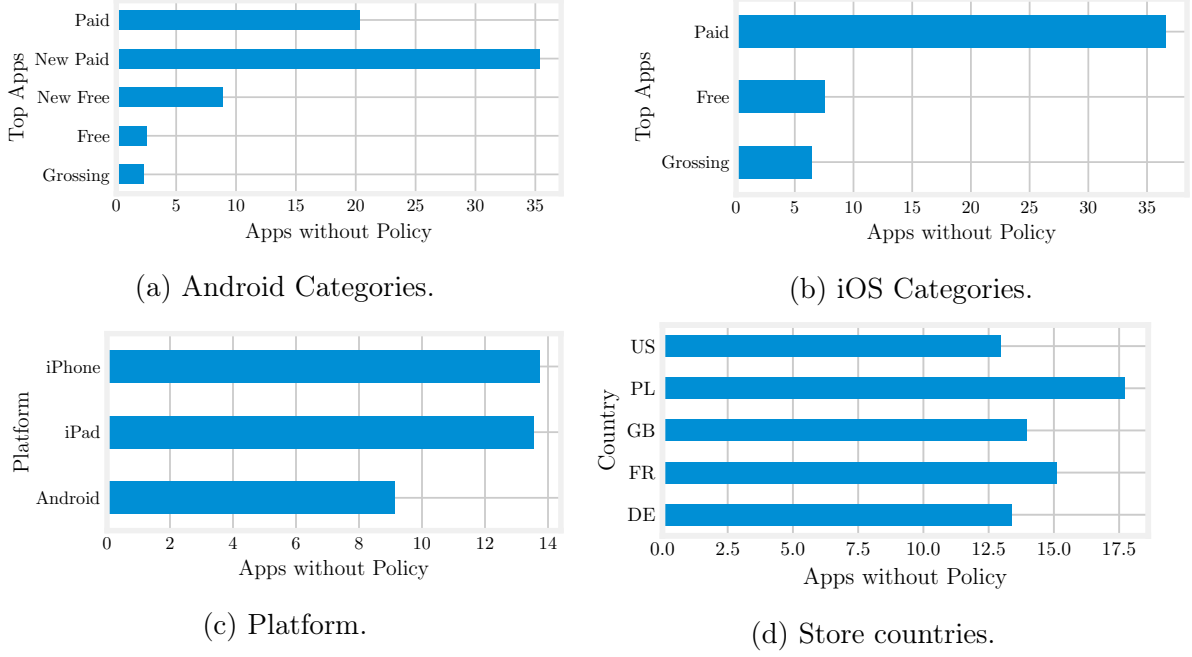 Top Apps
Paid
New Paid
New Free
Free
Grossing
0 5 10 15 20 25 30 35
Apps without Policy
(a) Android Categories.
Top Apps
Paid
Free
Grossing
0 5 10 15 20 25 30 35
Apps without Policy
(b) iOS Categories.
Platform
iPhone
iPad
Android
0 2 4 6 8 10 12 14
Apps without Policy
(c) Platform.
Country
US
PL
GB
FR
DE
0.0 2.5 5.0 7.5 10.0 12.5 15.0 17.5
Apps without Policy
(d) Store countries.